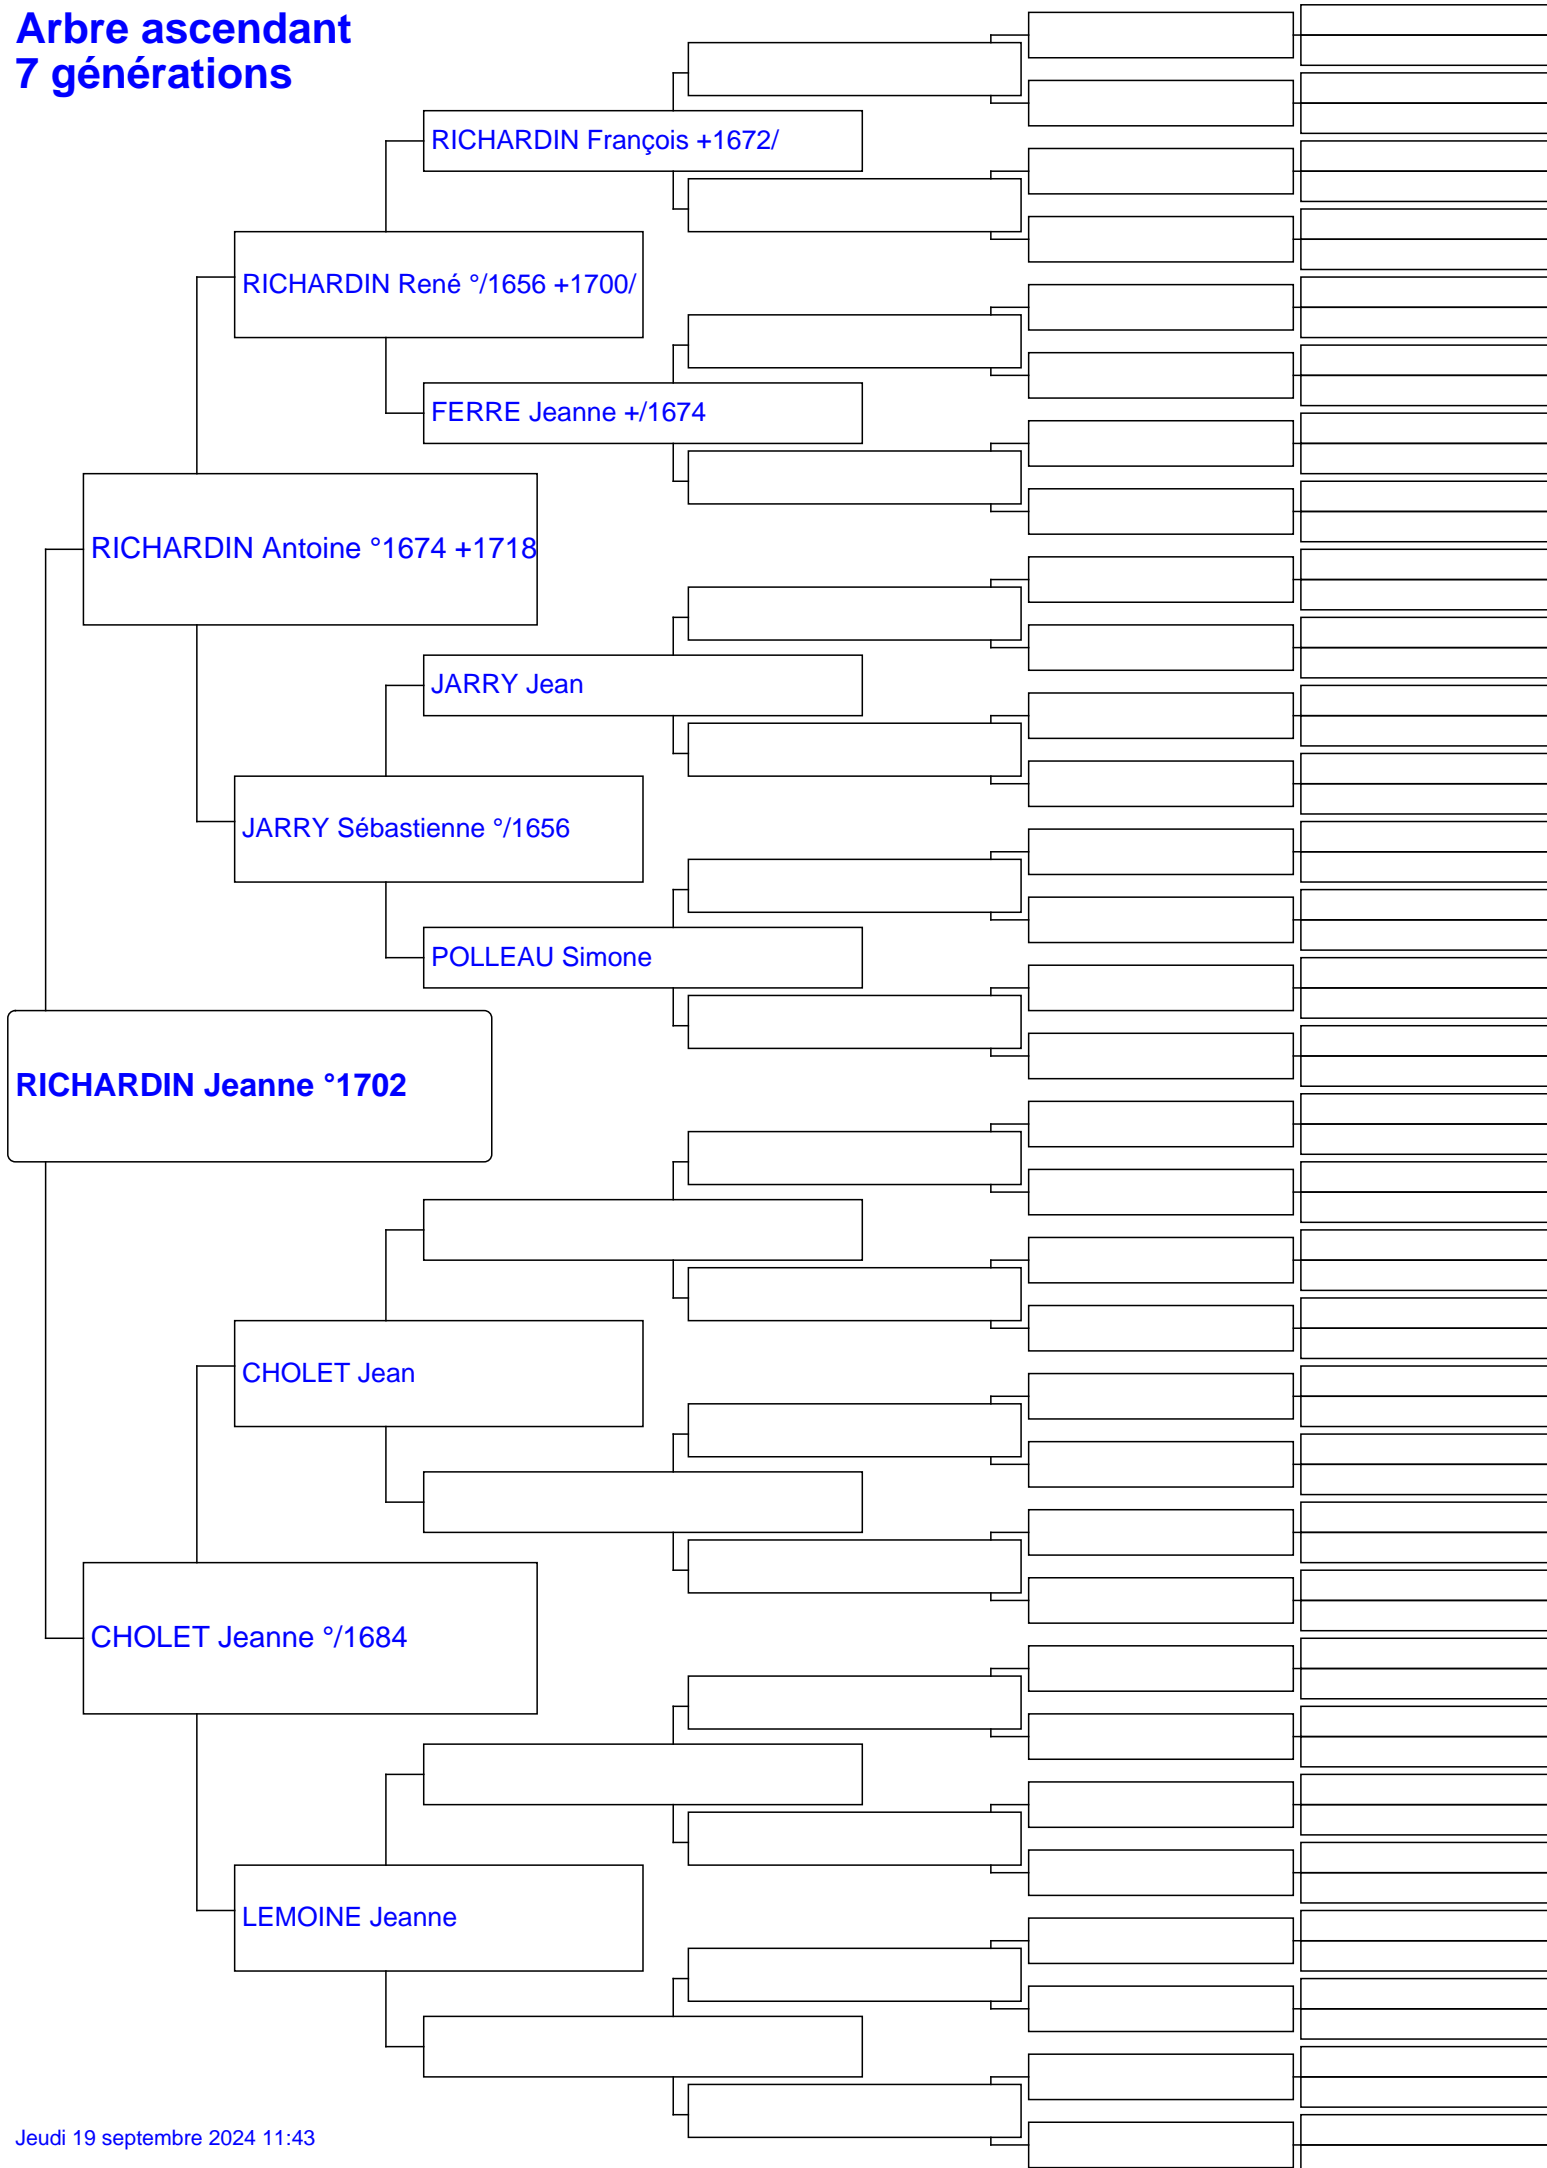 Arbre ascendant
7 générations
RICHARDIN François +1672/
RICHARDIN René °/1656 +1700/
FERRE Jeanne +/1674
RICHARDIN Antoine °1674 +1718
JARRY Jean
JARRY Sébastienne °/1656
POLLEAU Simone
RICHARDIN Jeanne °1702
CHOLET Jean
CHOLET Jeanne °/1684
LEMOINE Jeanne
Jeudi 19 septembre 2024 11:43